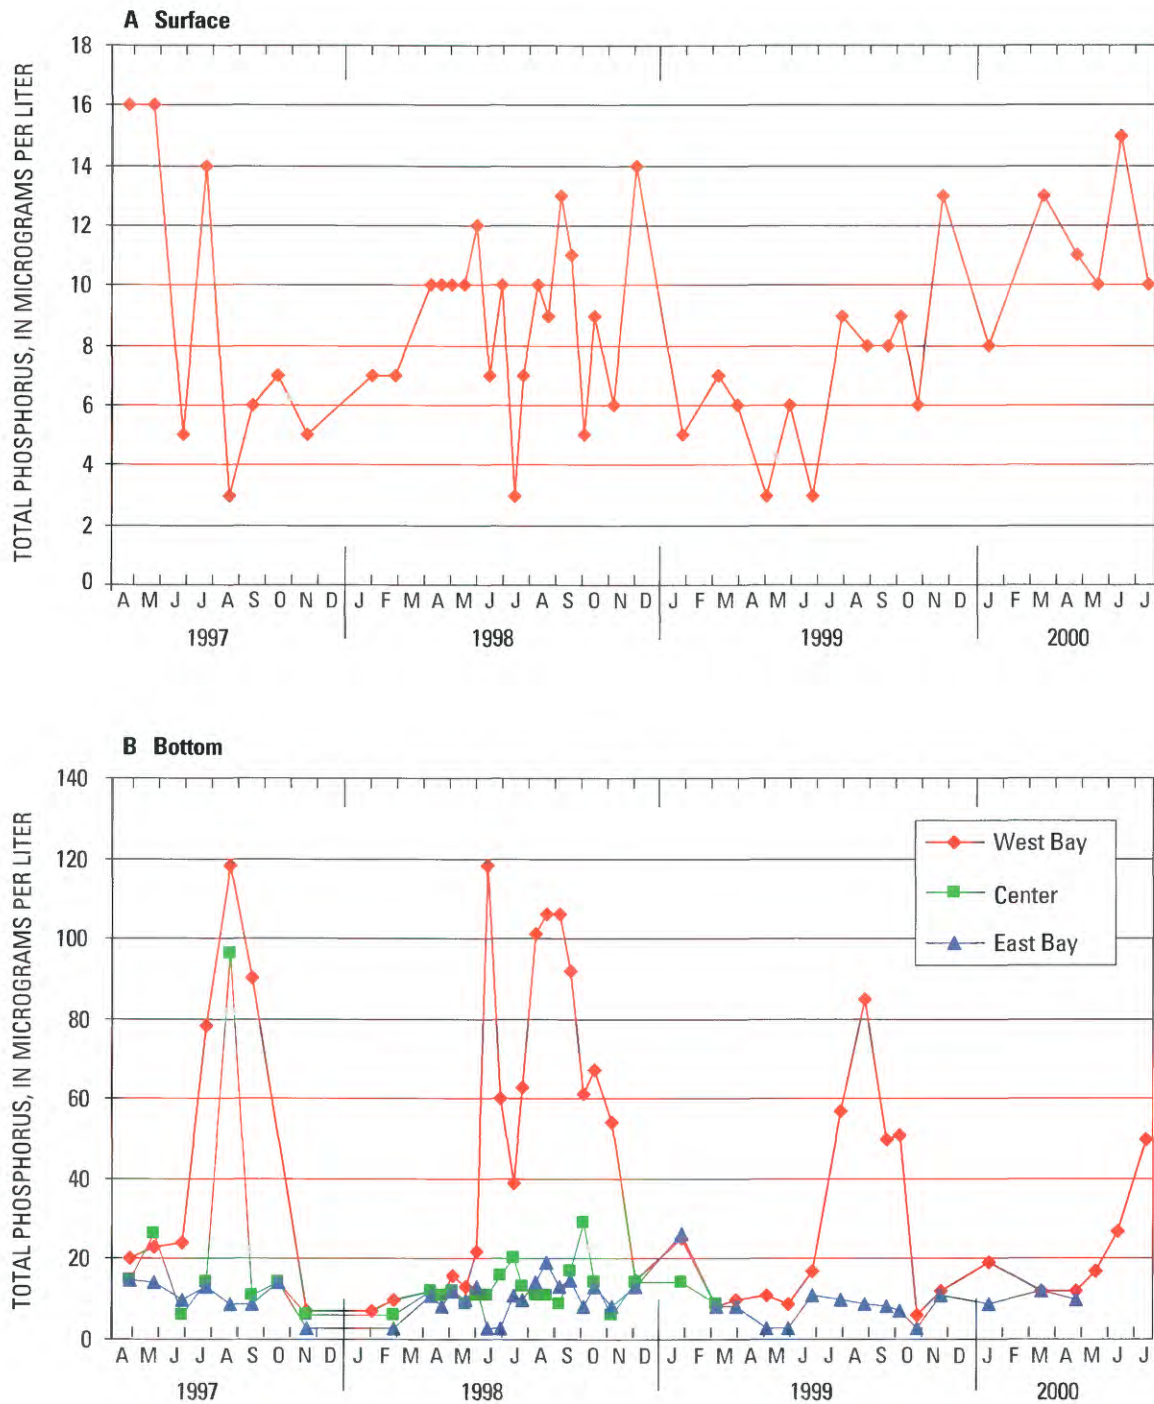 A Surface
TOTAL PHOSPHORUS, IN MICROGRAMS PER LITER
18
16
14
12
10
8
6
4
2
0
A M J J A S O N D J F M A M J J A S O N D J F M A M J J A S O N D J F M A M J J
1997 1998 1999 2000
B Bottom
TOTAL PHOSPHORUS, IN MICROGRAMS PER LITER
140
120
100
80
60
40
20
0
West Bay
Center
East Bay
A M J J A S O N D J F M A M J J A S O N D J F M A M J J A S O N D J F M A M J J
1997 1998 1999 2000